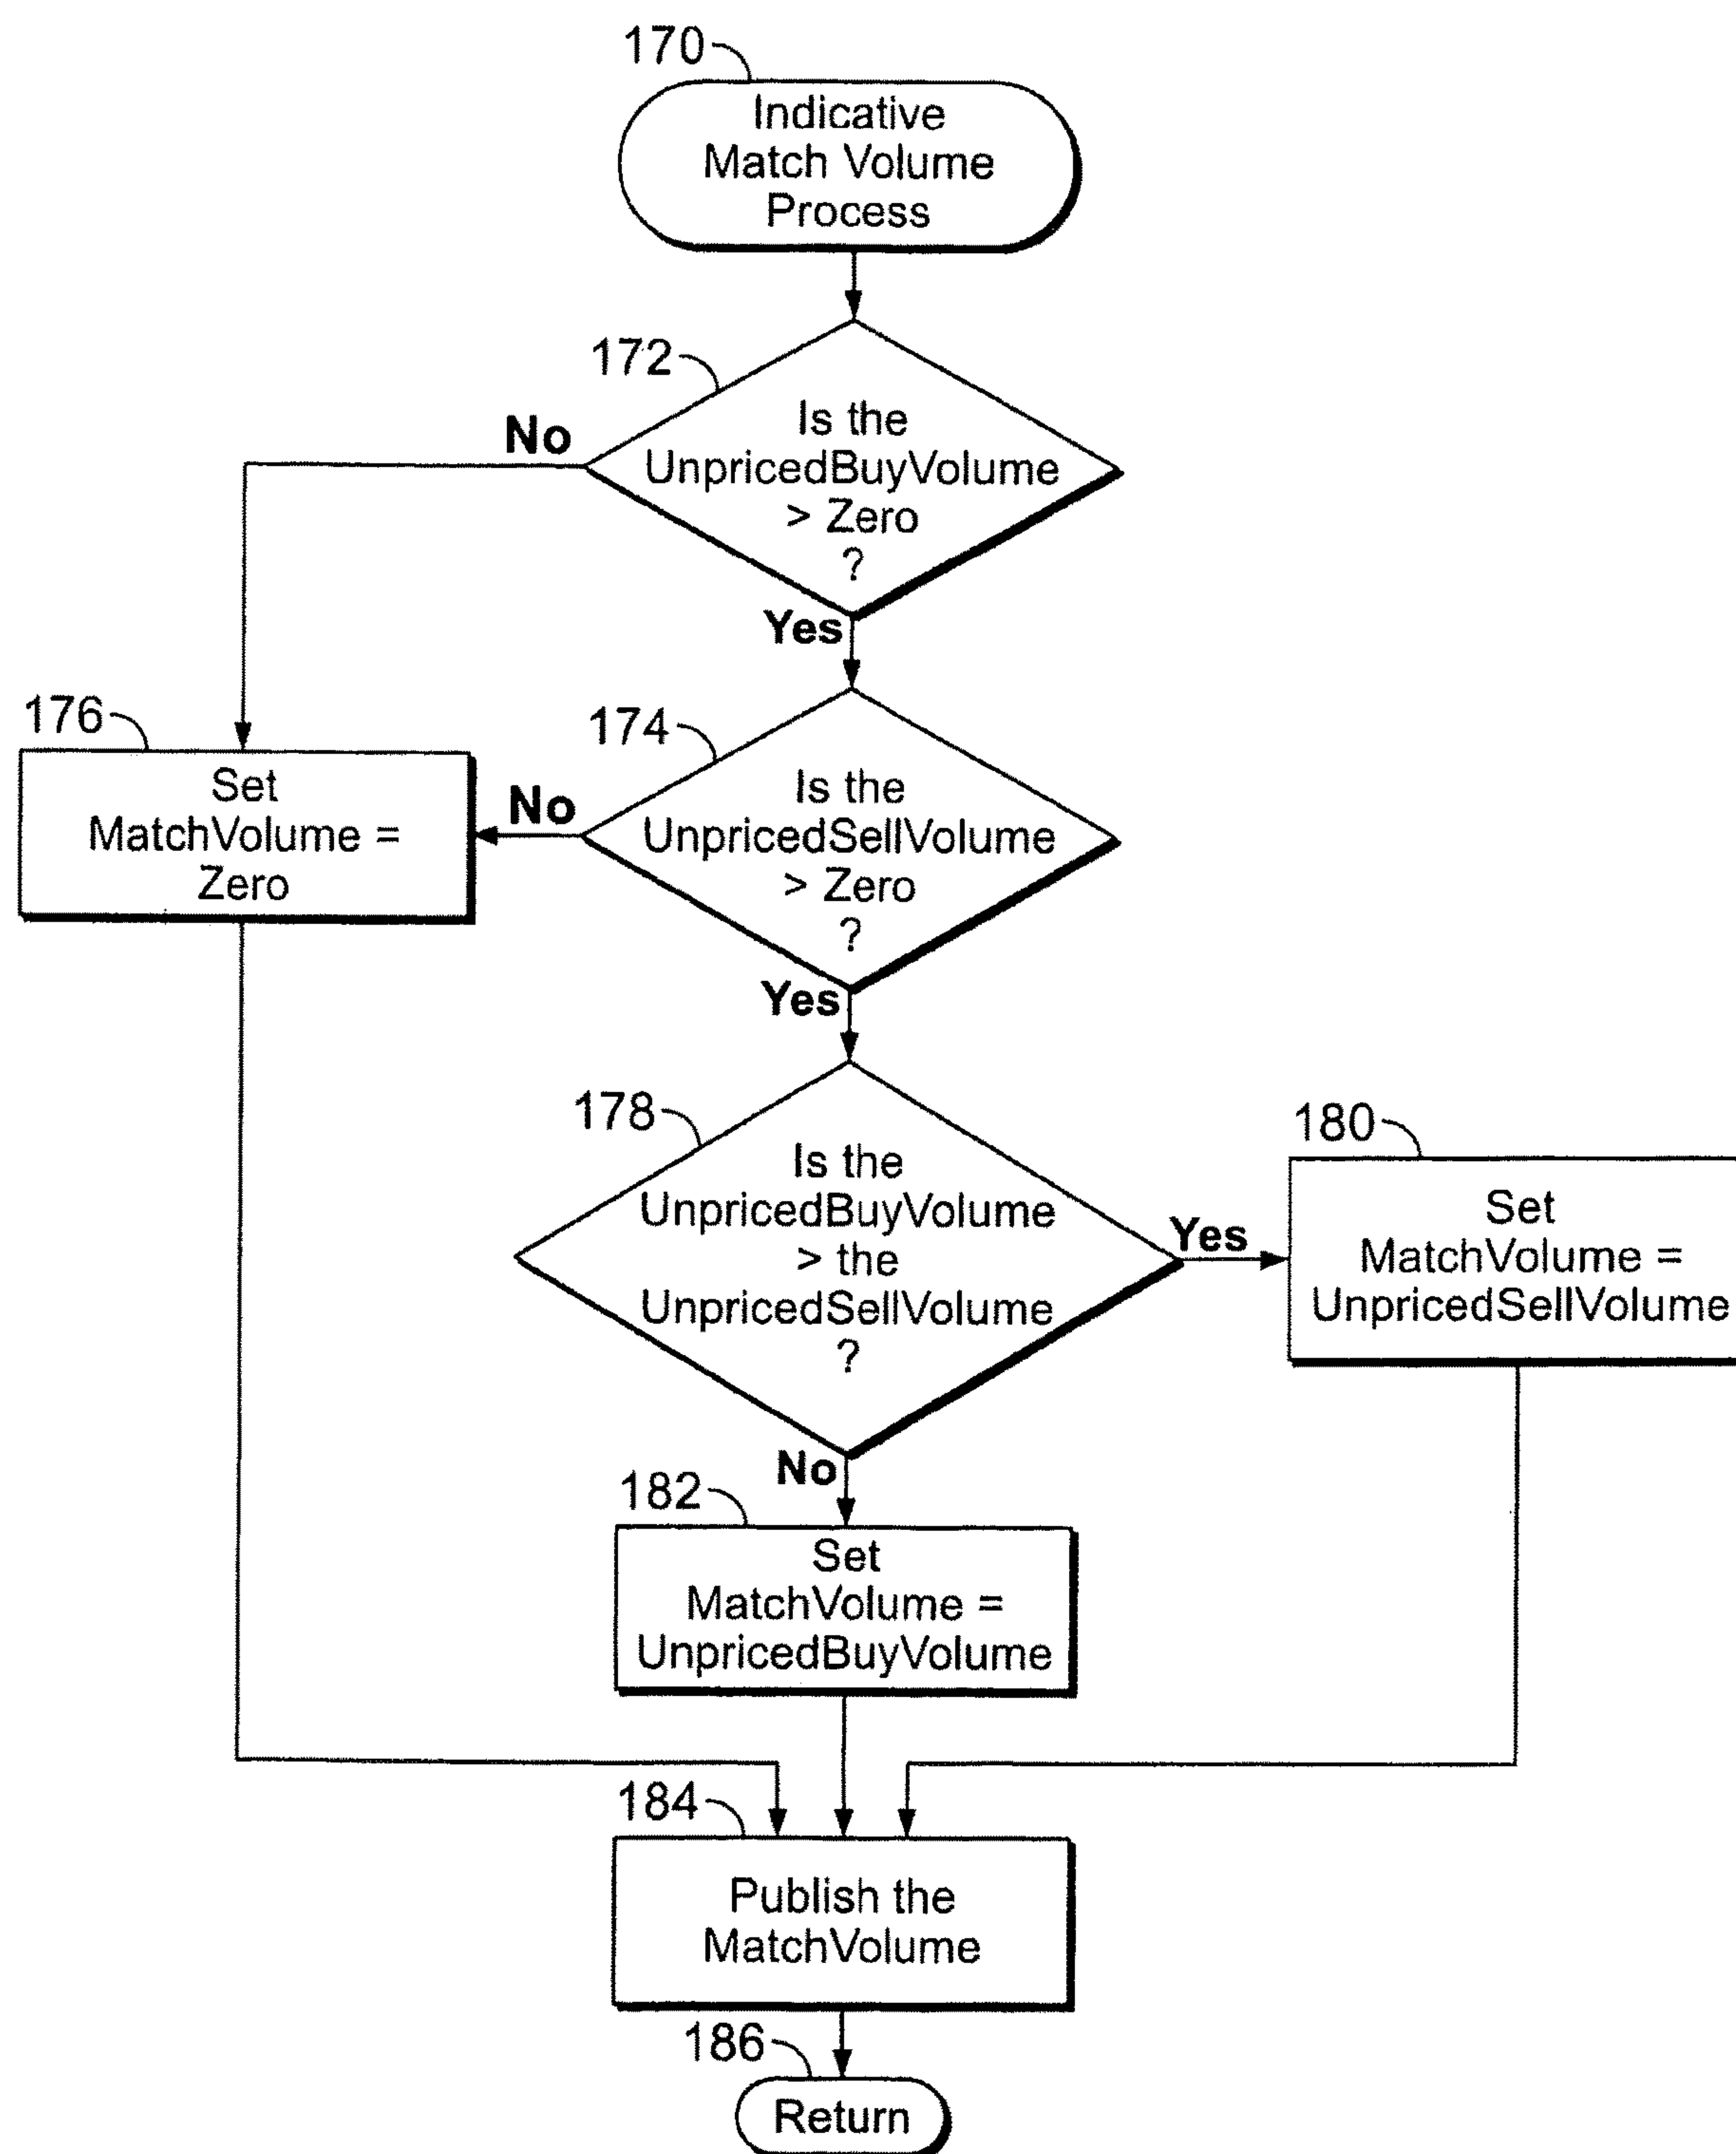 170
Indicative
Match Volume
Process
172
Is the
UnpricedBuyVolume
> Zero
?
No
Yes
174
Is the
UnpricedSellVolume
> Zero
?
No
Yes
176
Set
MatchVolume =
Zero
178
Is the
UnpricedBuyVolume
> the
UnpricedSellVolume
?
Yes
No
180
Set
MatchVolume =
UnpricedSellVolume
182
Set
MatchVolume =
UnpricedBuyVolume
184
Publish the
MatchVolume
186
Return